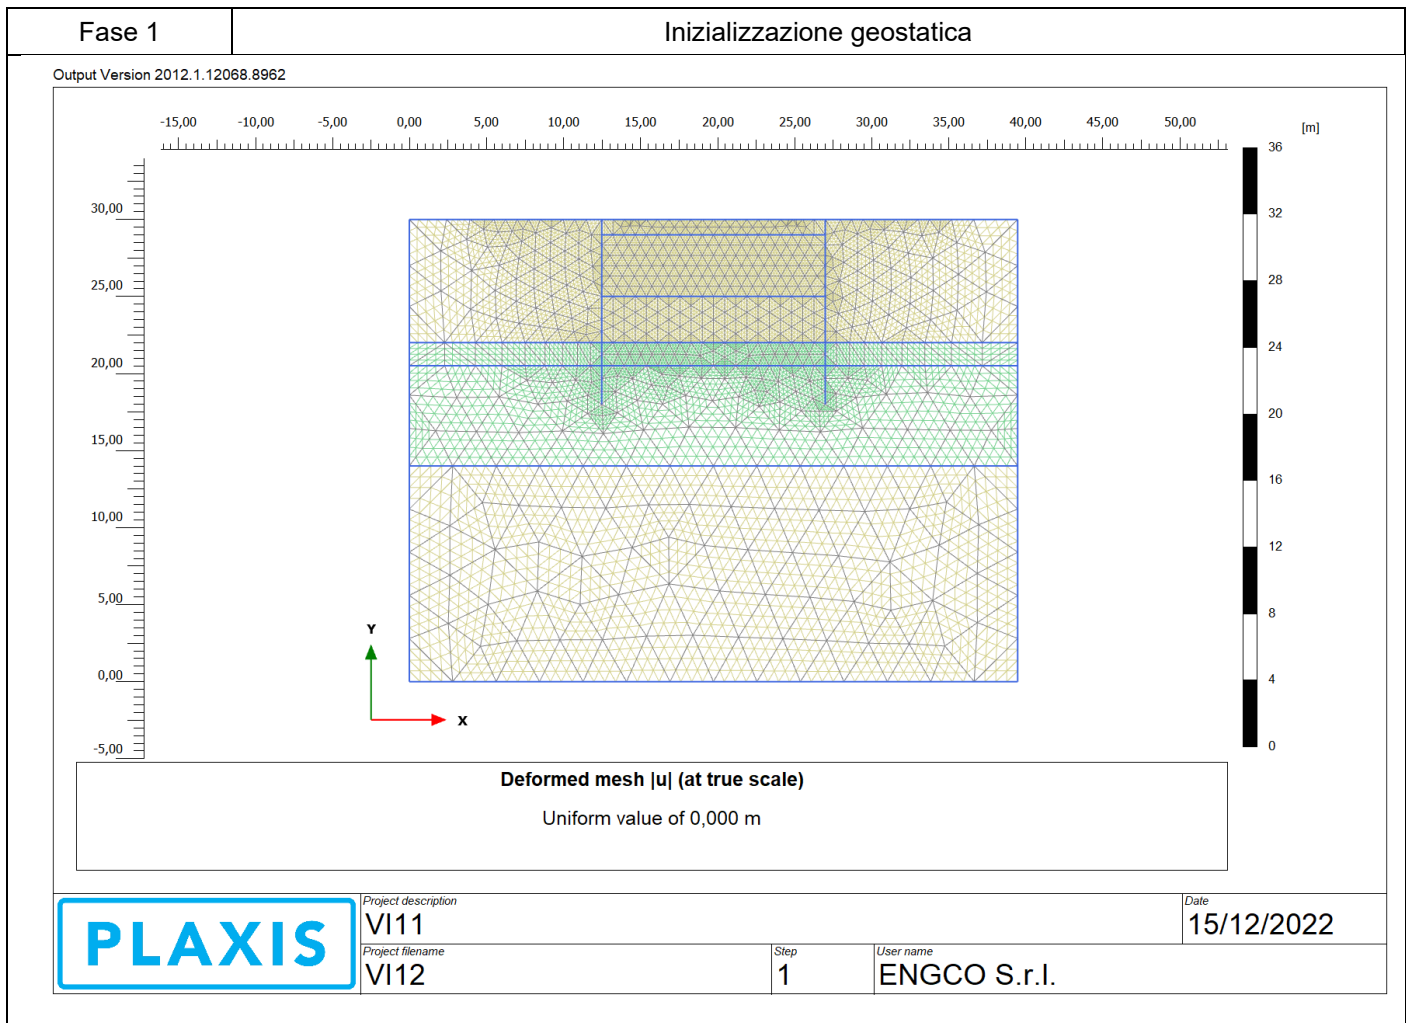 Fase 1
Inizializzazione geostatica
Output Version 2012.1.12068.8962
-15,00 -10,00 -5,00 0,00 5,00 10,00 15,00 20,00 25,00 30,00 35,00 40,00 45,00 50,00
[m]
36
32
28
24
20
16
12
8
4
0
30,00
25,00
20,00
15,00
10,00
5,00
0,00
-5,00
Y
X
Deformed mesh |u| (at true scale)
Uniform value of 0,000 m
PLAXIS
Project description
VI11
Date
15/12/2022
Project filename
VI12
Step
1
User name
ENGCO S.r.l.